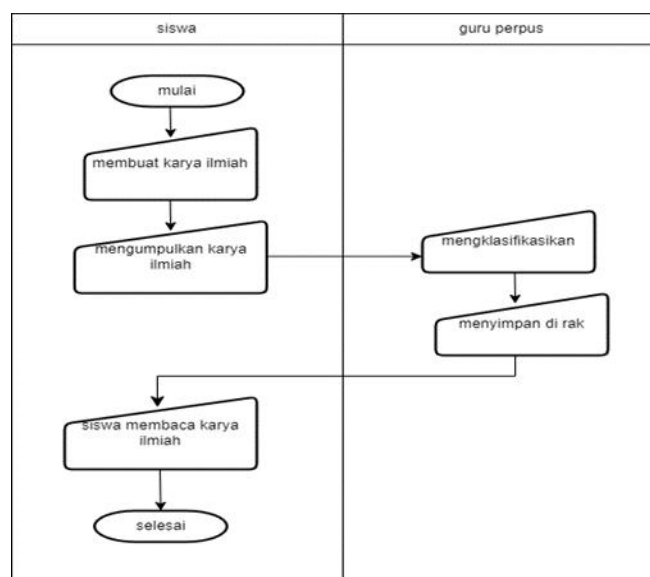 siswa
guru perpus
mulai
membuat karya ilmiah
mengumpulkan karya
ilmiah
mengklasifikasikan
menyimpan di rak
siswa membaca karya
ilmiah
selesai